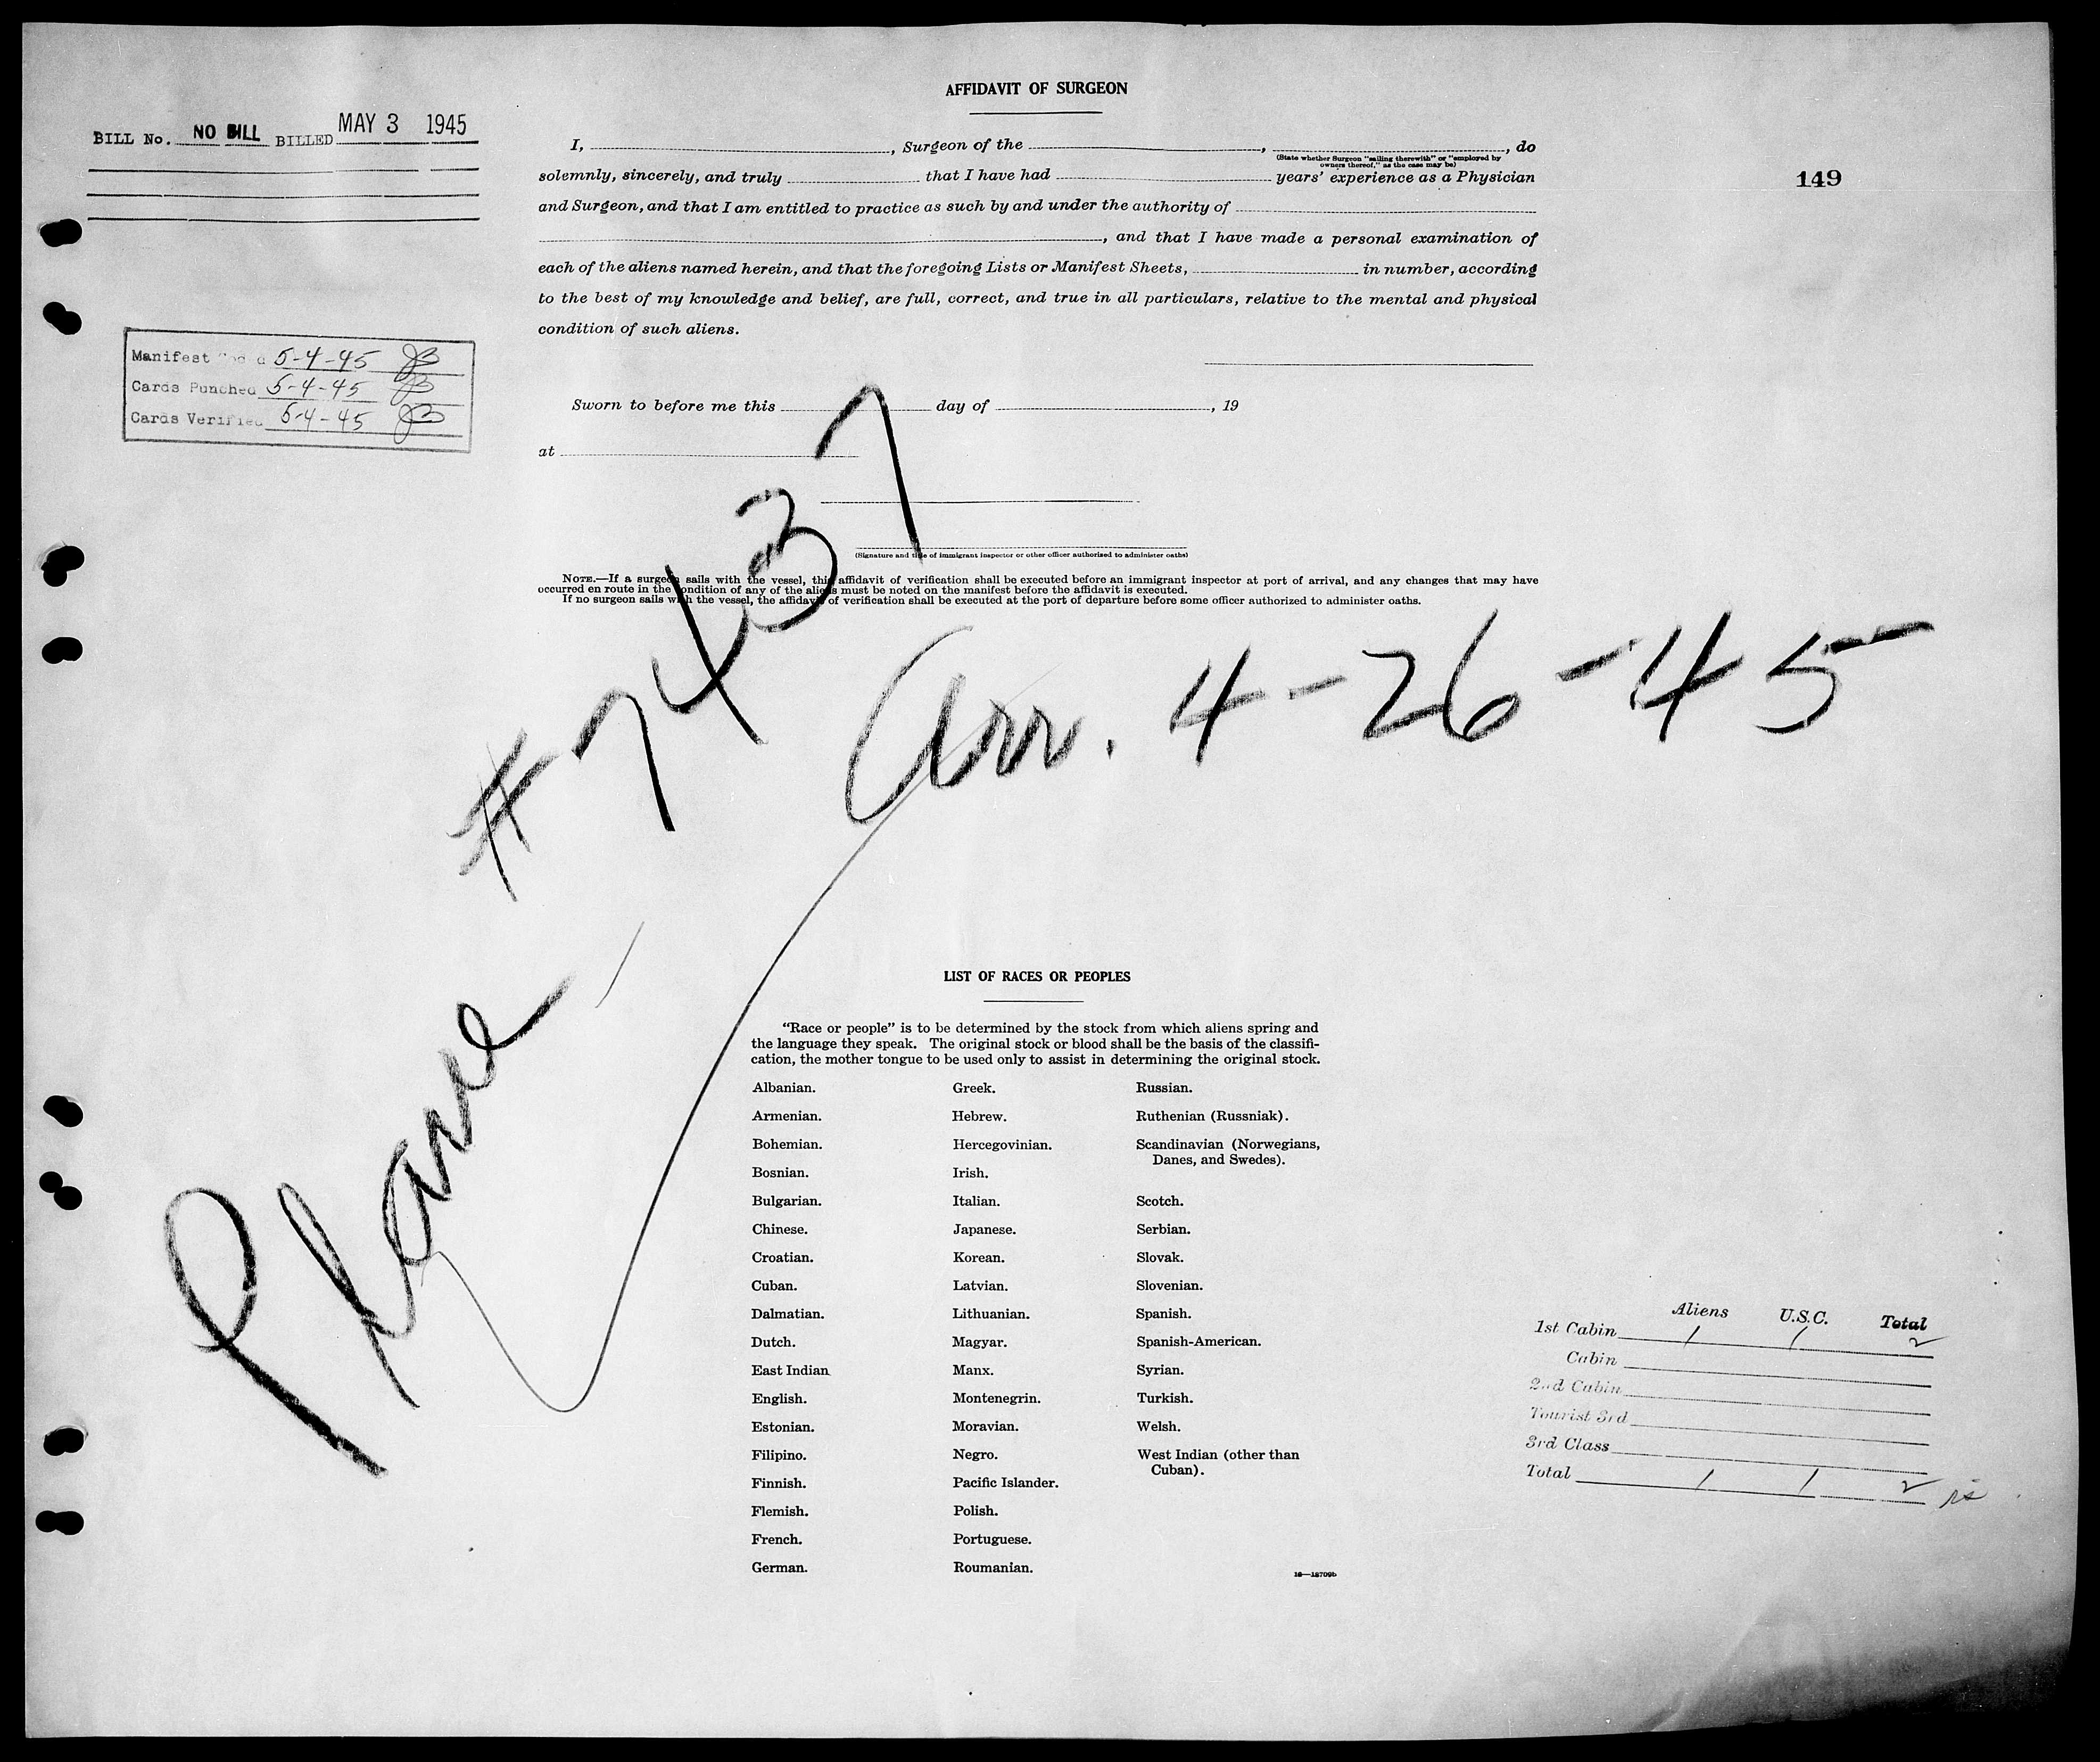 AFFIDAVIT OF SURGEON
BILL No. NO BILL BILLED MAY 3 1945
149
I, , Surgeon of the , , do
(State whether Surgeon "sailing therewith" or "employed by
owners thereof," as the case may be)
solemnly, sincerely, and truly that I have had years' experience as a Physician
and Surgeon, and that I am entitled to practice as such by and under the authority of
, and that I have made a personal examination of
each of the aliens named herein, and that the foregoing Lists or Manifest Sheets, in number, according
to the best of my knowledge and belief, are full, correct, and true in all particulars, relative to the mental and physical
condition of such aliens.
Manifest 5-4-45 JB
Cards Punched 5-4-45 JB
Cards Verified 5-4-45 JB
Sworn to before me this day of , 19
at
(Signature and title of immigrant inspector or other officer authorized to administer oaths)
NOTE.—If a surgeon sails with the vessel, this affidavit of verification shall be executed before an immigrant inspector at port of arrival, and any changes that may have
occurred en route in the condition of any of the aliens must be noted on the manifest before the affidavit is executed.
If no surgeon sails with the vessel, the affidavit of verification shall be executed at the port of departure before some officer authorized to administer oaths.
Plane - #7437
Arr. 4-26-45
LIST OF RACES OR PEOPLES
"Race or people" is to be determined by the stock from which aliens spring and
the language they speak. The original stock or blood shall be the basis of the classifi-
cation, the mother tongue to be used only to assist in determining the original stock.
Albanian.
Armenian.
Bohemian.
Bosnian.
Bulgarian.
Chinese.
Croatian.
Cuban.
Dalmatian.
Dutch.
East Indian
English.
Estonian.
Filipino.
Finnish.
Flemish.
French.
German.
Greek.
Hebrew.
Hercegovinian.
Irish.
Italian.
Japanese.
Korean.
Latvian.
Lithuanian.
Magyar.
Manx.
Montenegrin.
Moravian.
Negro.
Pacific Islander.
Polish.
Portuguese.
Roumanian.
Russian.
Ruthenian (Russniak).
Scandinavian (Norwegians,
Danes, and Swedes).
Scotch.
Serbian.
Slovak.
Slovenian.
Spanish.
Spanish-American.
Syrian.
Turkish.
Welsh.
West Indian (other than
Cuban).
16—18709b
Aliens U.S.C. Total
1st Cabin 1 1 2
Cabin
2nd Cabin
Tourist 3rd
3rd Class
Total 1 1 2